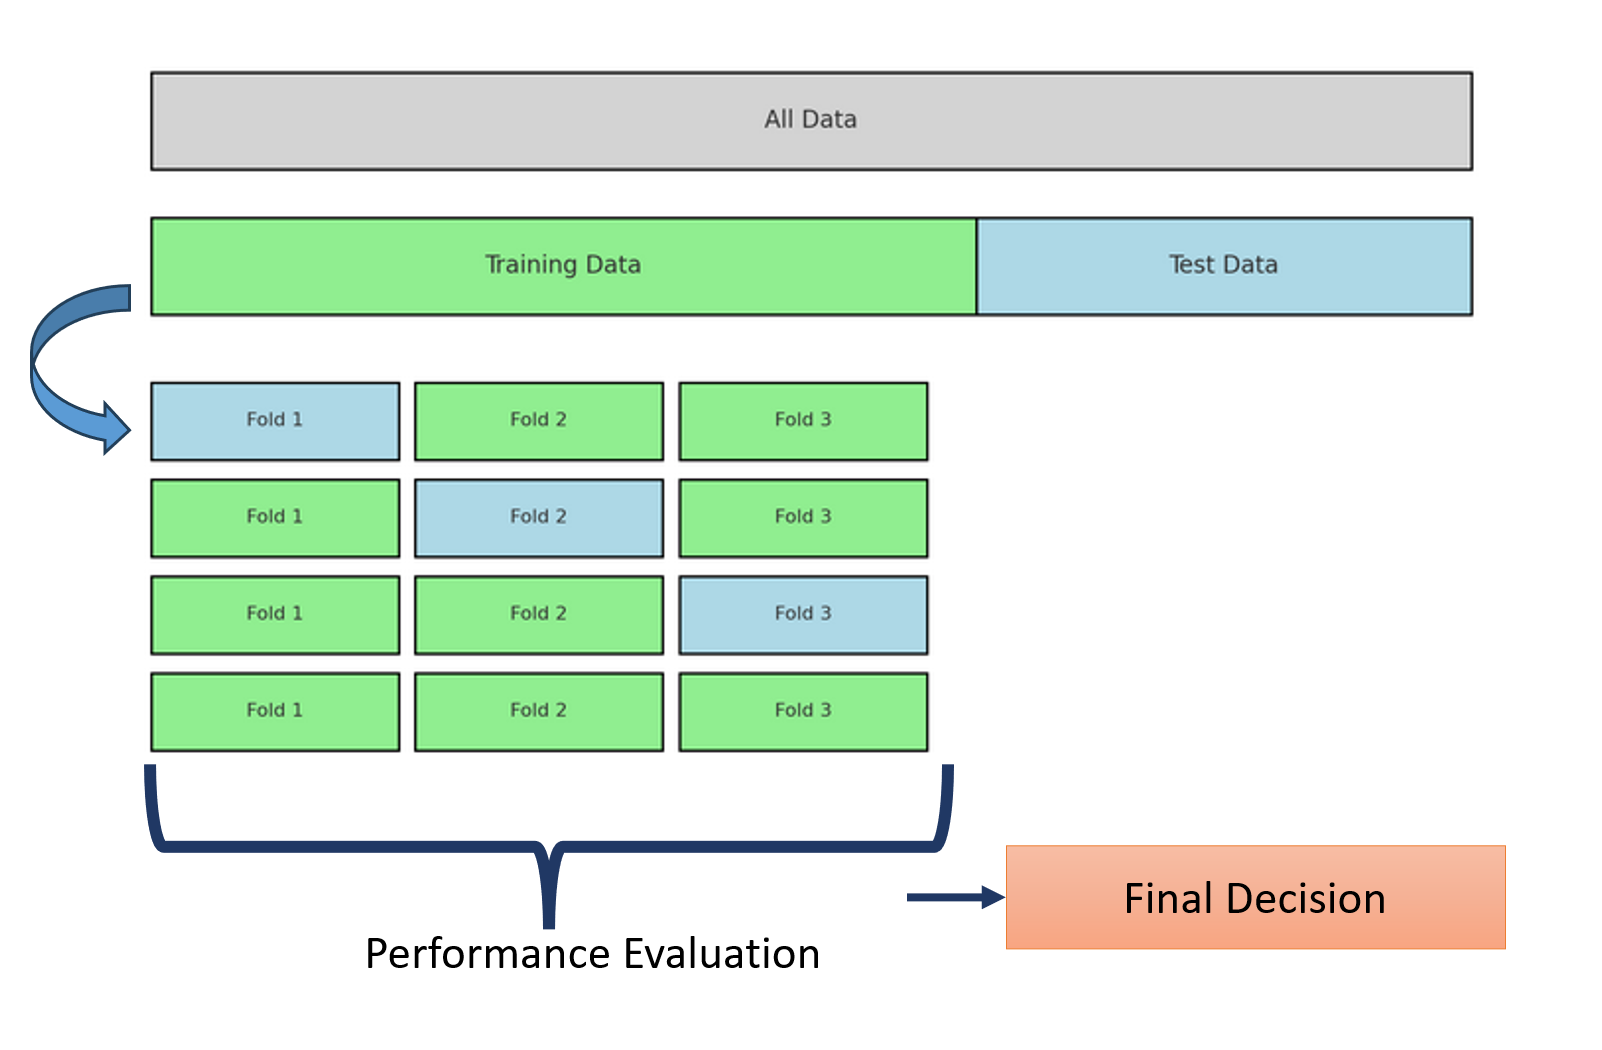 All Data
Training Data
Test Data
Fold 1
Fold 2
Fold 3
Fold 1
Fold 2
Fold 3
Fold 1
Fold 2
Fold 3
Fold 1
Fold 2
Fold 3
Final Decision
Performance Evaluation